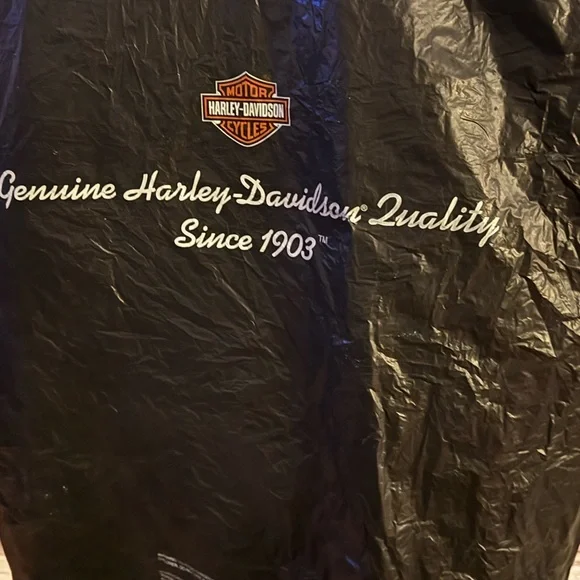 MOTOR
HARLEY-DAVIDSON
CYCLES
Genuine Harley-Davidson® Quality
Since 1903™